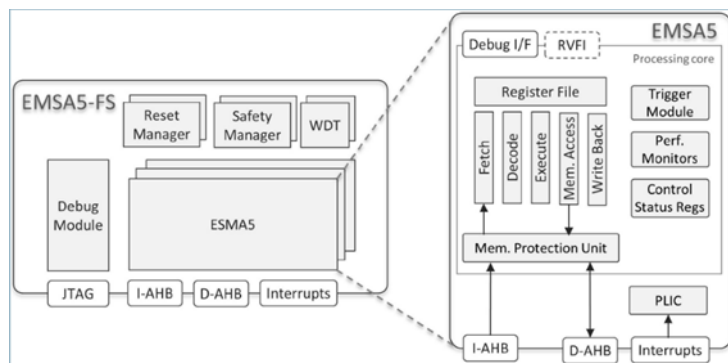 EMSA5-FS
Reset
Manager
Safety
Manager
WDT
Debug
Module
ESMA5
JTAG
I-AHB
D-AHB
Interrupts
EMSA5
Debug I/F
RVFI
Processing core
Register File
Fetch
Decode
Execute
Mem. Access
Write Back
Trigger
Module
Perf.
Monitors
Control
Status Regs
Mem. Protection Unit
PLIC
I-AHB
D-AHB
Interrupts